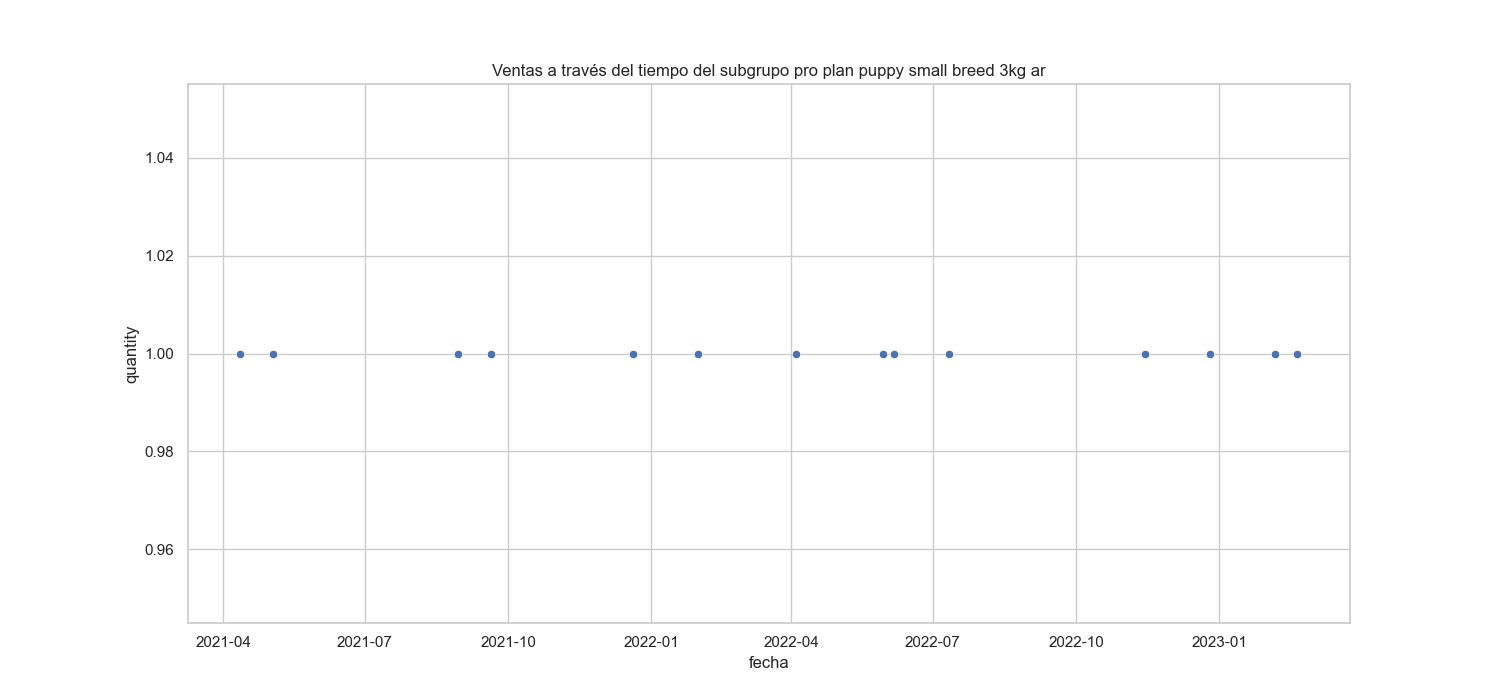 Ventas a través del tiempo del subgrupo pro plan puppy small breed 3kg ar
1.04
1.02
1.00
0.98
0.96
quantity
2021-04 2021-07 2021-10 2022-01 2022-04 2022-07 2022-10 2023-01
fecha